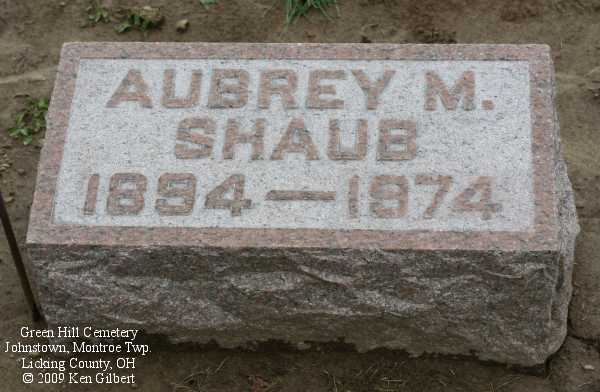 AUBREY M.
SHAUB
1894—1974
Green Hill Cemetery
Johnstown, Montroe Twp.
Licking County, OH
© 2009 Ken Gilbert